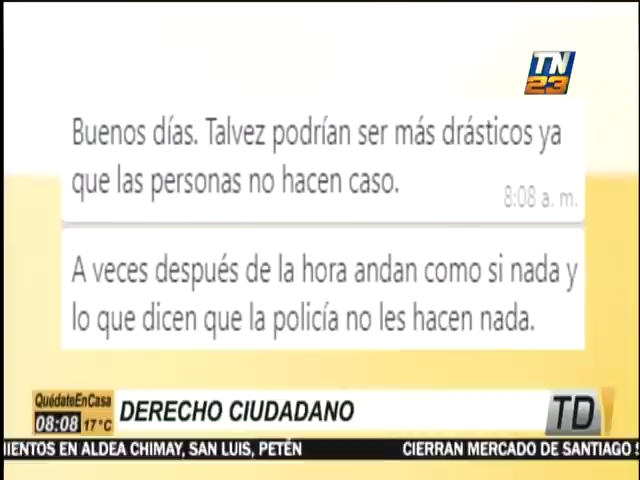 TN
23
Buenos días. Talvez podrían ser más drásticos ya
que las personas no hacen caso.
8:08 a. m.
A veces después de la hora andan como si nada y
lo que dicen que la policía no les hacen nada.
QuédateEnCasa
08:08 17°C
DERECHO CIUDADANO
TD
IENTOS EN ALDEA CHIMAY, SAN LUIS, PETÉN CIERRAN MERCADO DE SANTIAGO